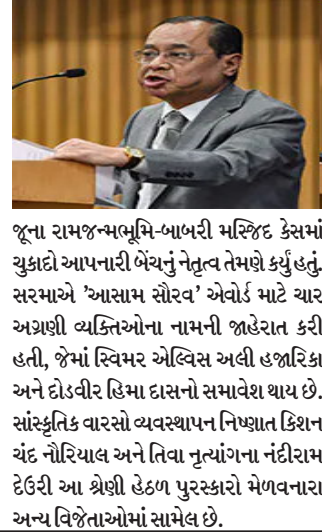 જૂના રામજન્મભૂમિ-બાબરી મસ્જિદ કેસમાં
ચુકાદો આપનારી બેંચનું નેતૃત્વ તેમણે કર્યું હતું.
સરમાએ 'આસામ સૌરવ' એવોર્ડ માટે ચાર
અગ્રણી વ્યક્તિઓના નામની જાહેરાત કરી
હતી, જેમાં સ્વિમર એલ્વિસ અલી હજારિકા
અને દોડવીર હિમા દાસનો સમાવેશ થાય છે.
સાંસ્કૃતિક વારસો વ્યવસ્થાપન નિષ્ણાત કિશન
ચંદ નૌરિયાલ અને તિવા નૃત્યાંગના નંદીરામ
દેઉરી આ શ્રેણી હેઠળ પુરસ્કારો મેળવનારા
અન્ય વિજેતાઓમાં સામેલ છે.